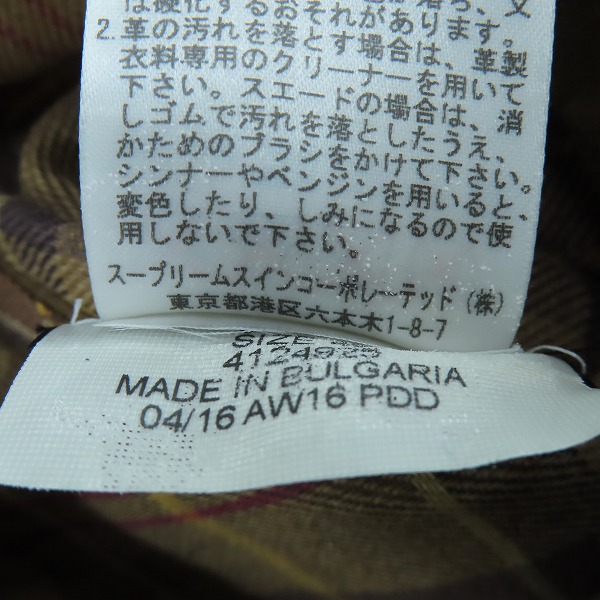 は硬化するおそれがあります。
2.革の汚れを落とす場合は、革製
衣料専用のクリーナーを用いて
下さい。スエードの場合は、消
しゴムで汚れを落としたうえ、
かためのブラシをかけて下さい。
シンナーやベンジンを用いると、
変色したり、しみになるので使
用しないで下さい。
スープリームスインコーポレーテッド(株)
東京都港区六本木1-8-7
SIZE
4124925
MADE IN BULGARIA
04/16 AW16 PDD